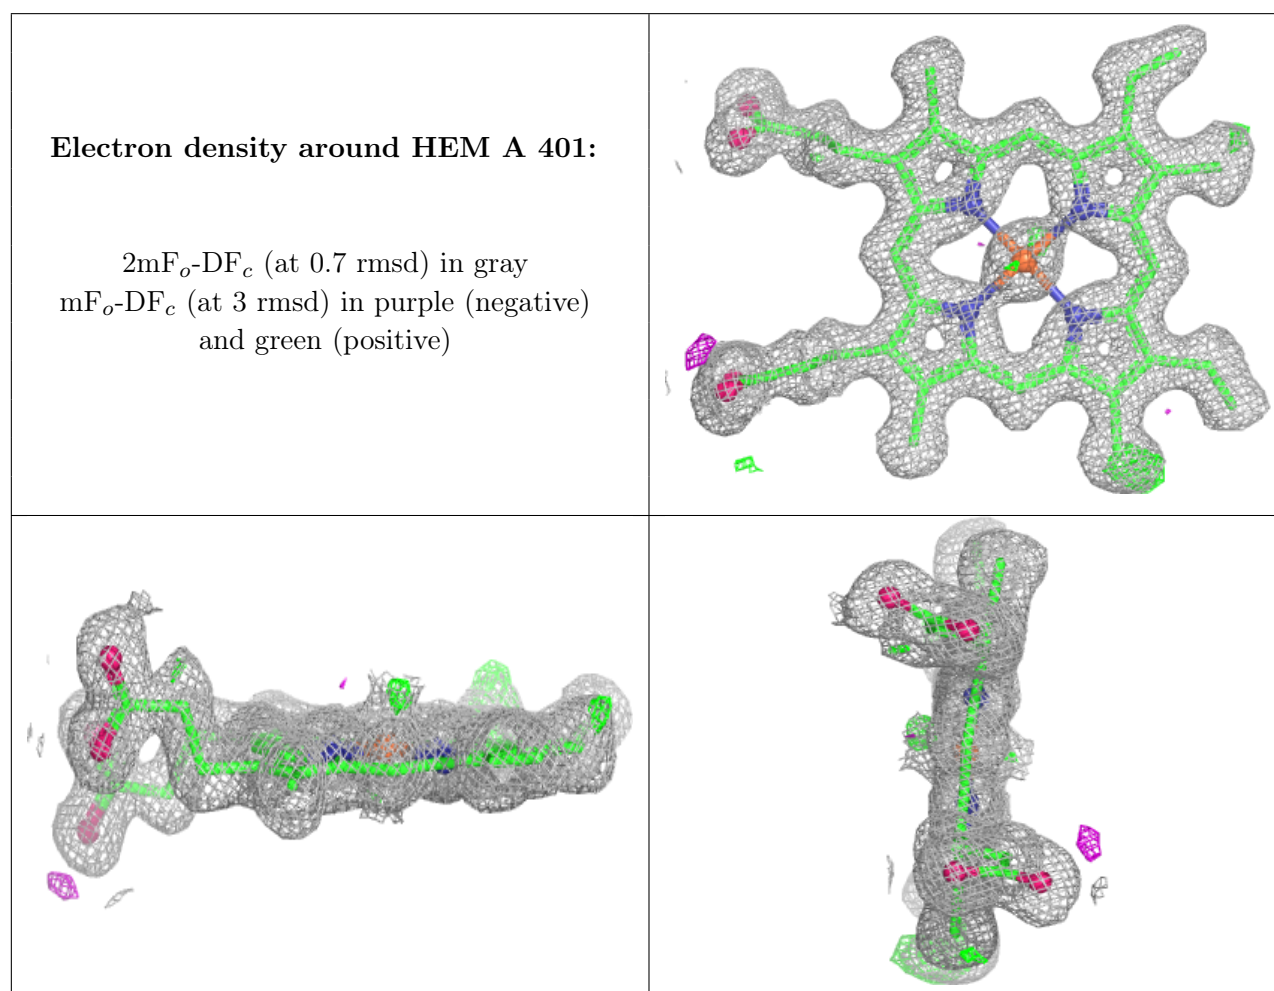 Electron density around HEM A 401:
2mFo-DFc (at 0.7 rmsd) in gray
mFo-DFc (at 3 rmsd) in purple (negative)
and green (positive)